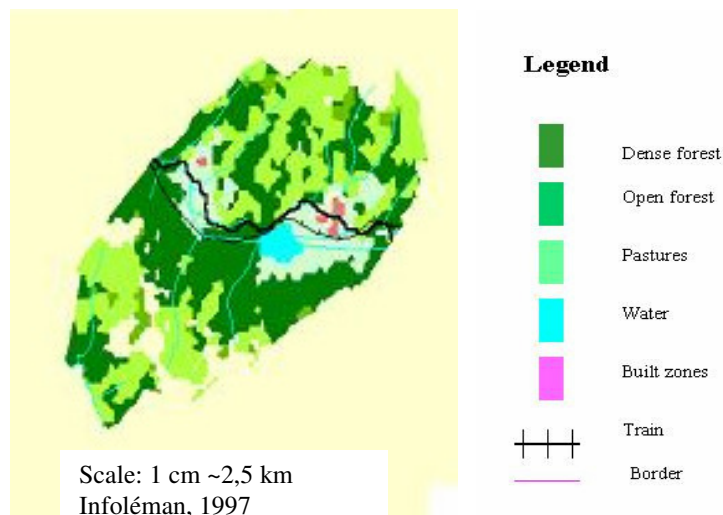 Legend
Dense forest
Open forest
Pastures
Water
Built zones
Train
Border
Scale: 1 cm ~2,5 km
Infoléman, 1997